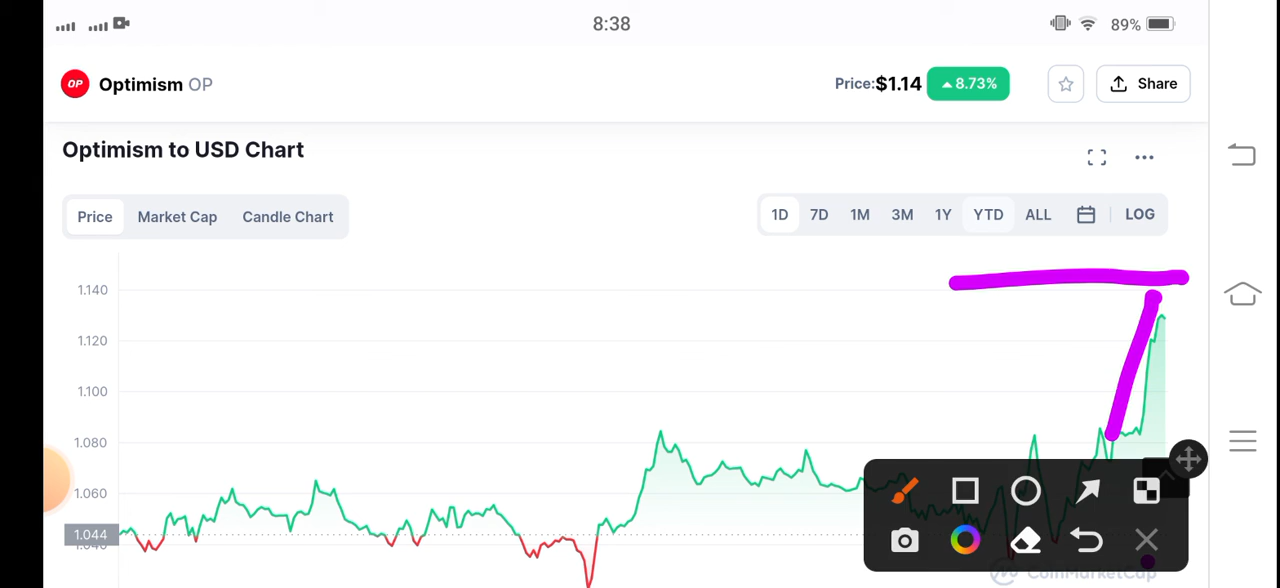 8:38
89%
OP Optimism OP
Price:$1.14 8.73%
Share
Optimism to USD Chart
Price Market Cap Candle Chart
1D 7D 1M 3M 1Y YTD ALL LOG
1.140
1.120
1.100
1.080
1.060
1.044
CoinMarketCap